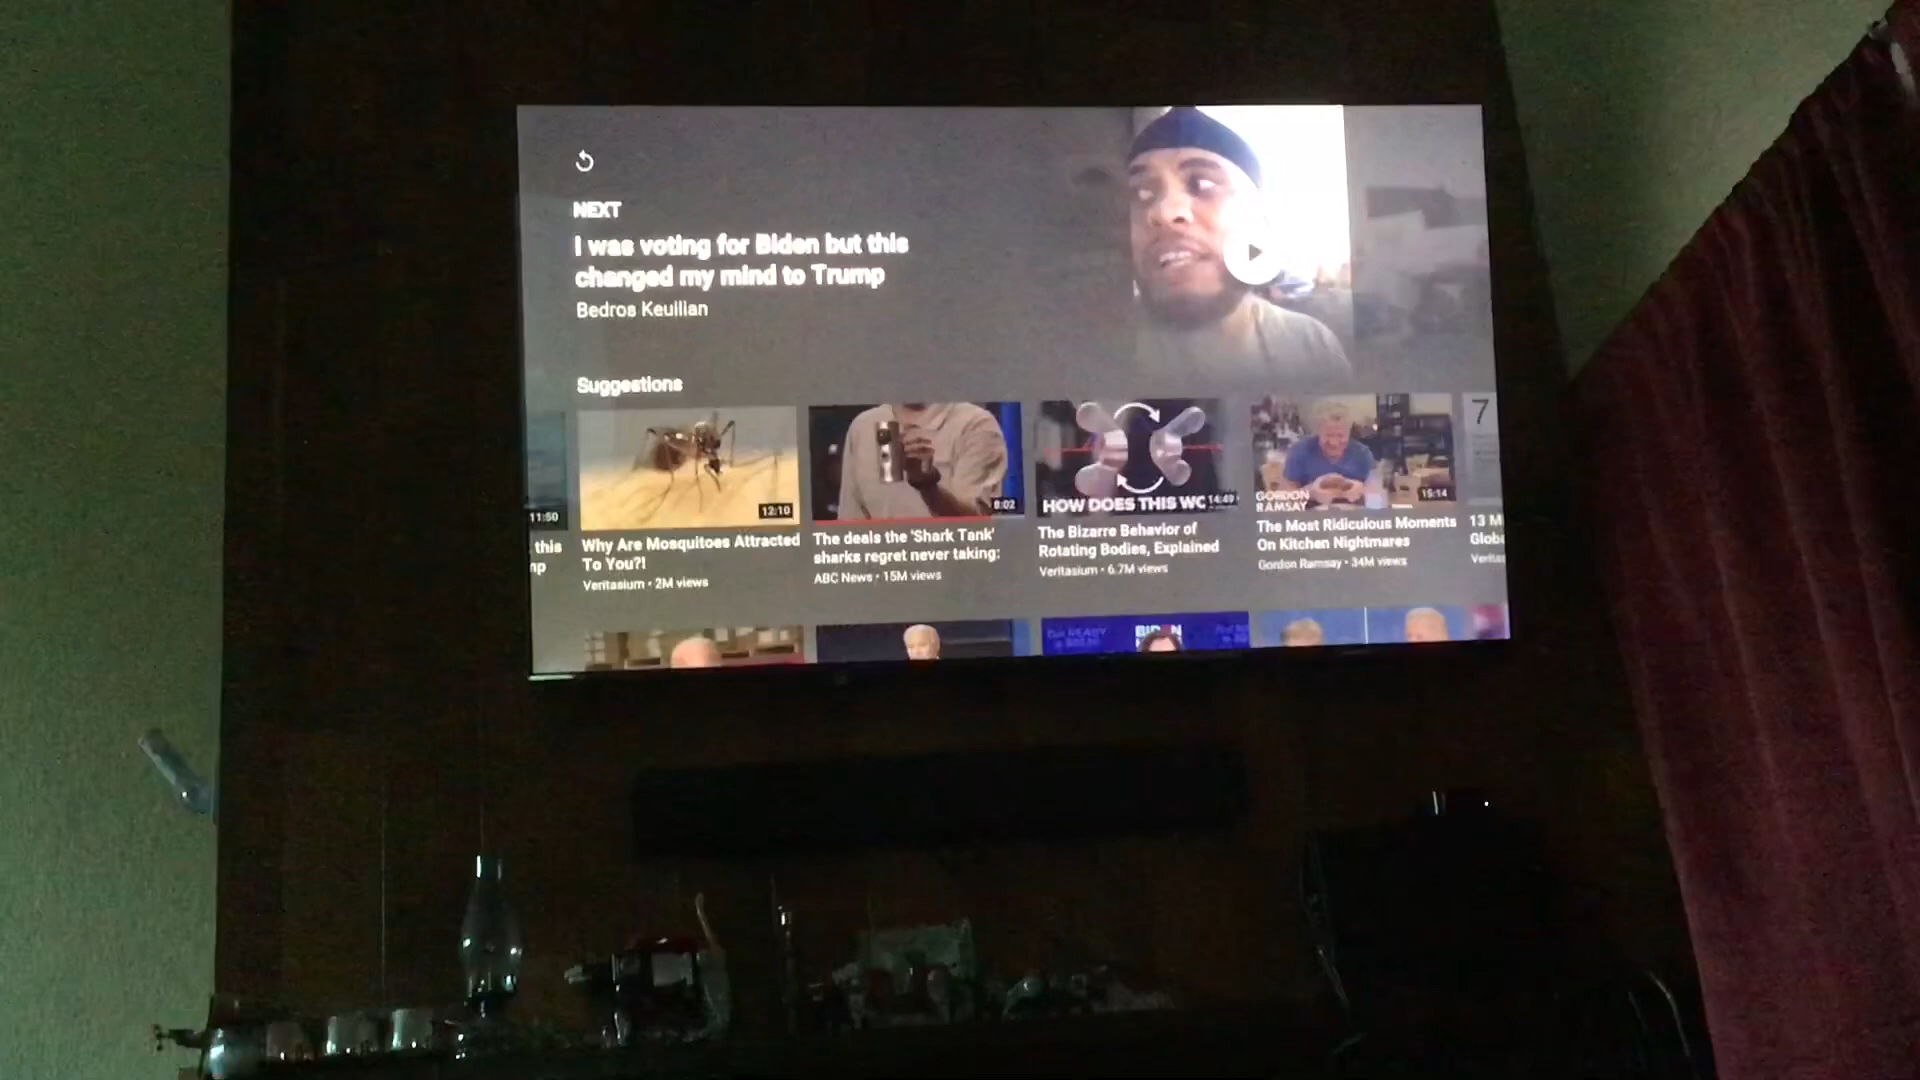 NEXT
I was voting for Biden but this
changed my mind to Trump
Bedros Keuilian
Suggestions
11:50
this
mp
12:10
Why Are Mosquitoes Attracted
To You?!
Veritasium • 2M views
8:02
The deals the 'Shark Tank'
sharks regret never taking:
ABC News • 15M views
HOW DOES THIS WO
14:49
The Bizarre Behavior of
Rotating Bodies, Explained
Veritasium • 6.7M views
GORDON
RAMSAY
15:14
The Most Ridiculous Moments
On Kitchen Nightmares
Gordon Ramsay • 34M views
7
13 M
Globe
Veritas
BIDEN